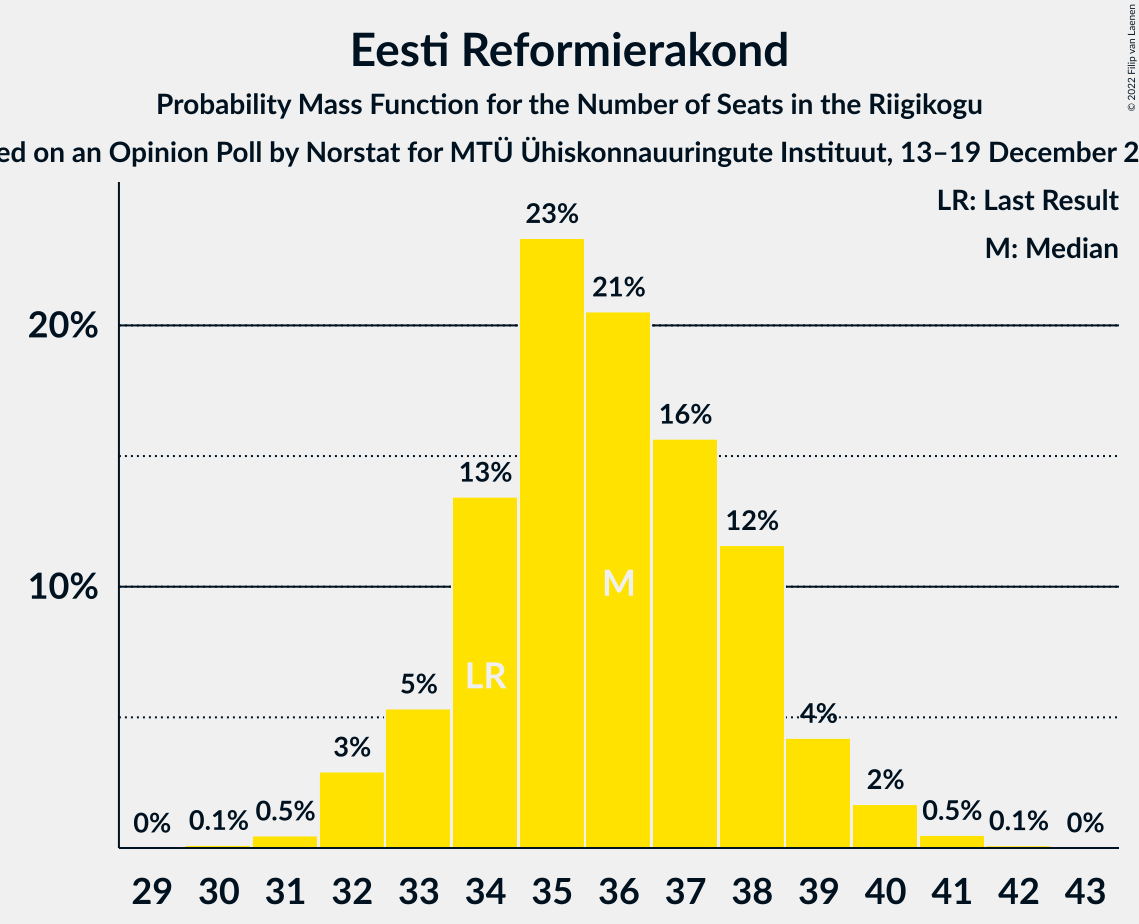 Eesti Reformierakond
Probability Mass Function for the Number of Seats in the Riigikogu
on an Opinion Poll by Norstat for MTÜ Ühiskonnauuringute Instituut, 13–19 December
© 2022 Filip van Laenen
LR: Last Result
M: Median
20%
10%
0%
0.1%
0.5%
3%
5%
13%
23%
21%
16%
12%
4%
2%
0.5%
0.1%
0%
LR
M
29 30 31 32 33 34 35 36 37 38 39 40 41 42 43